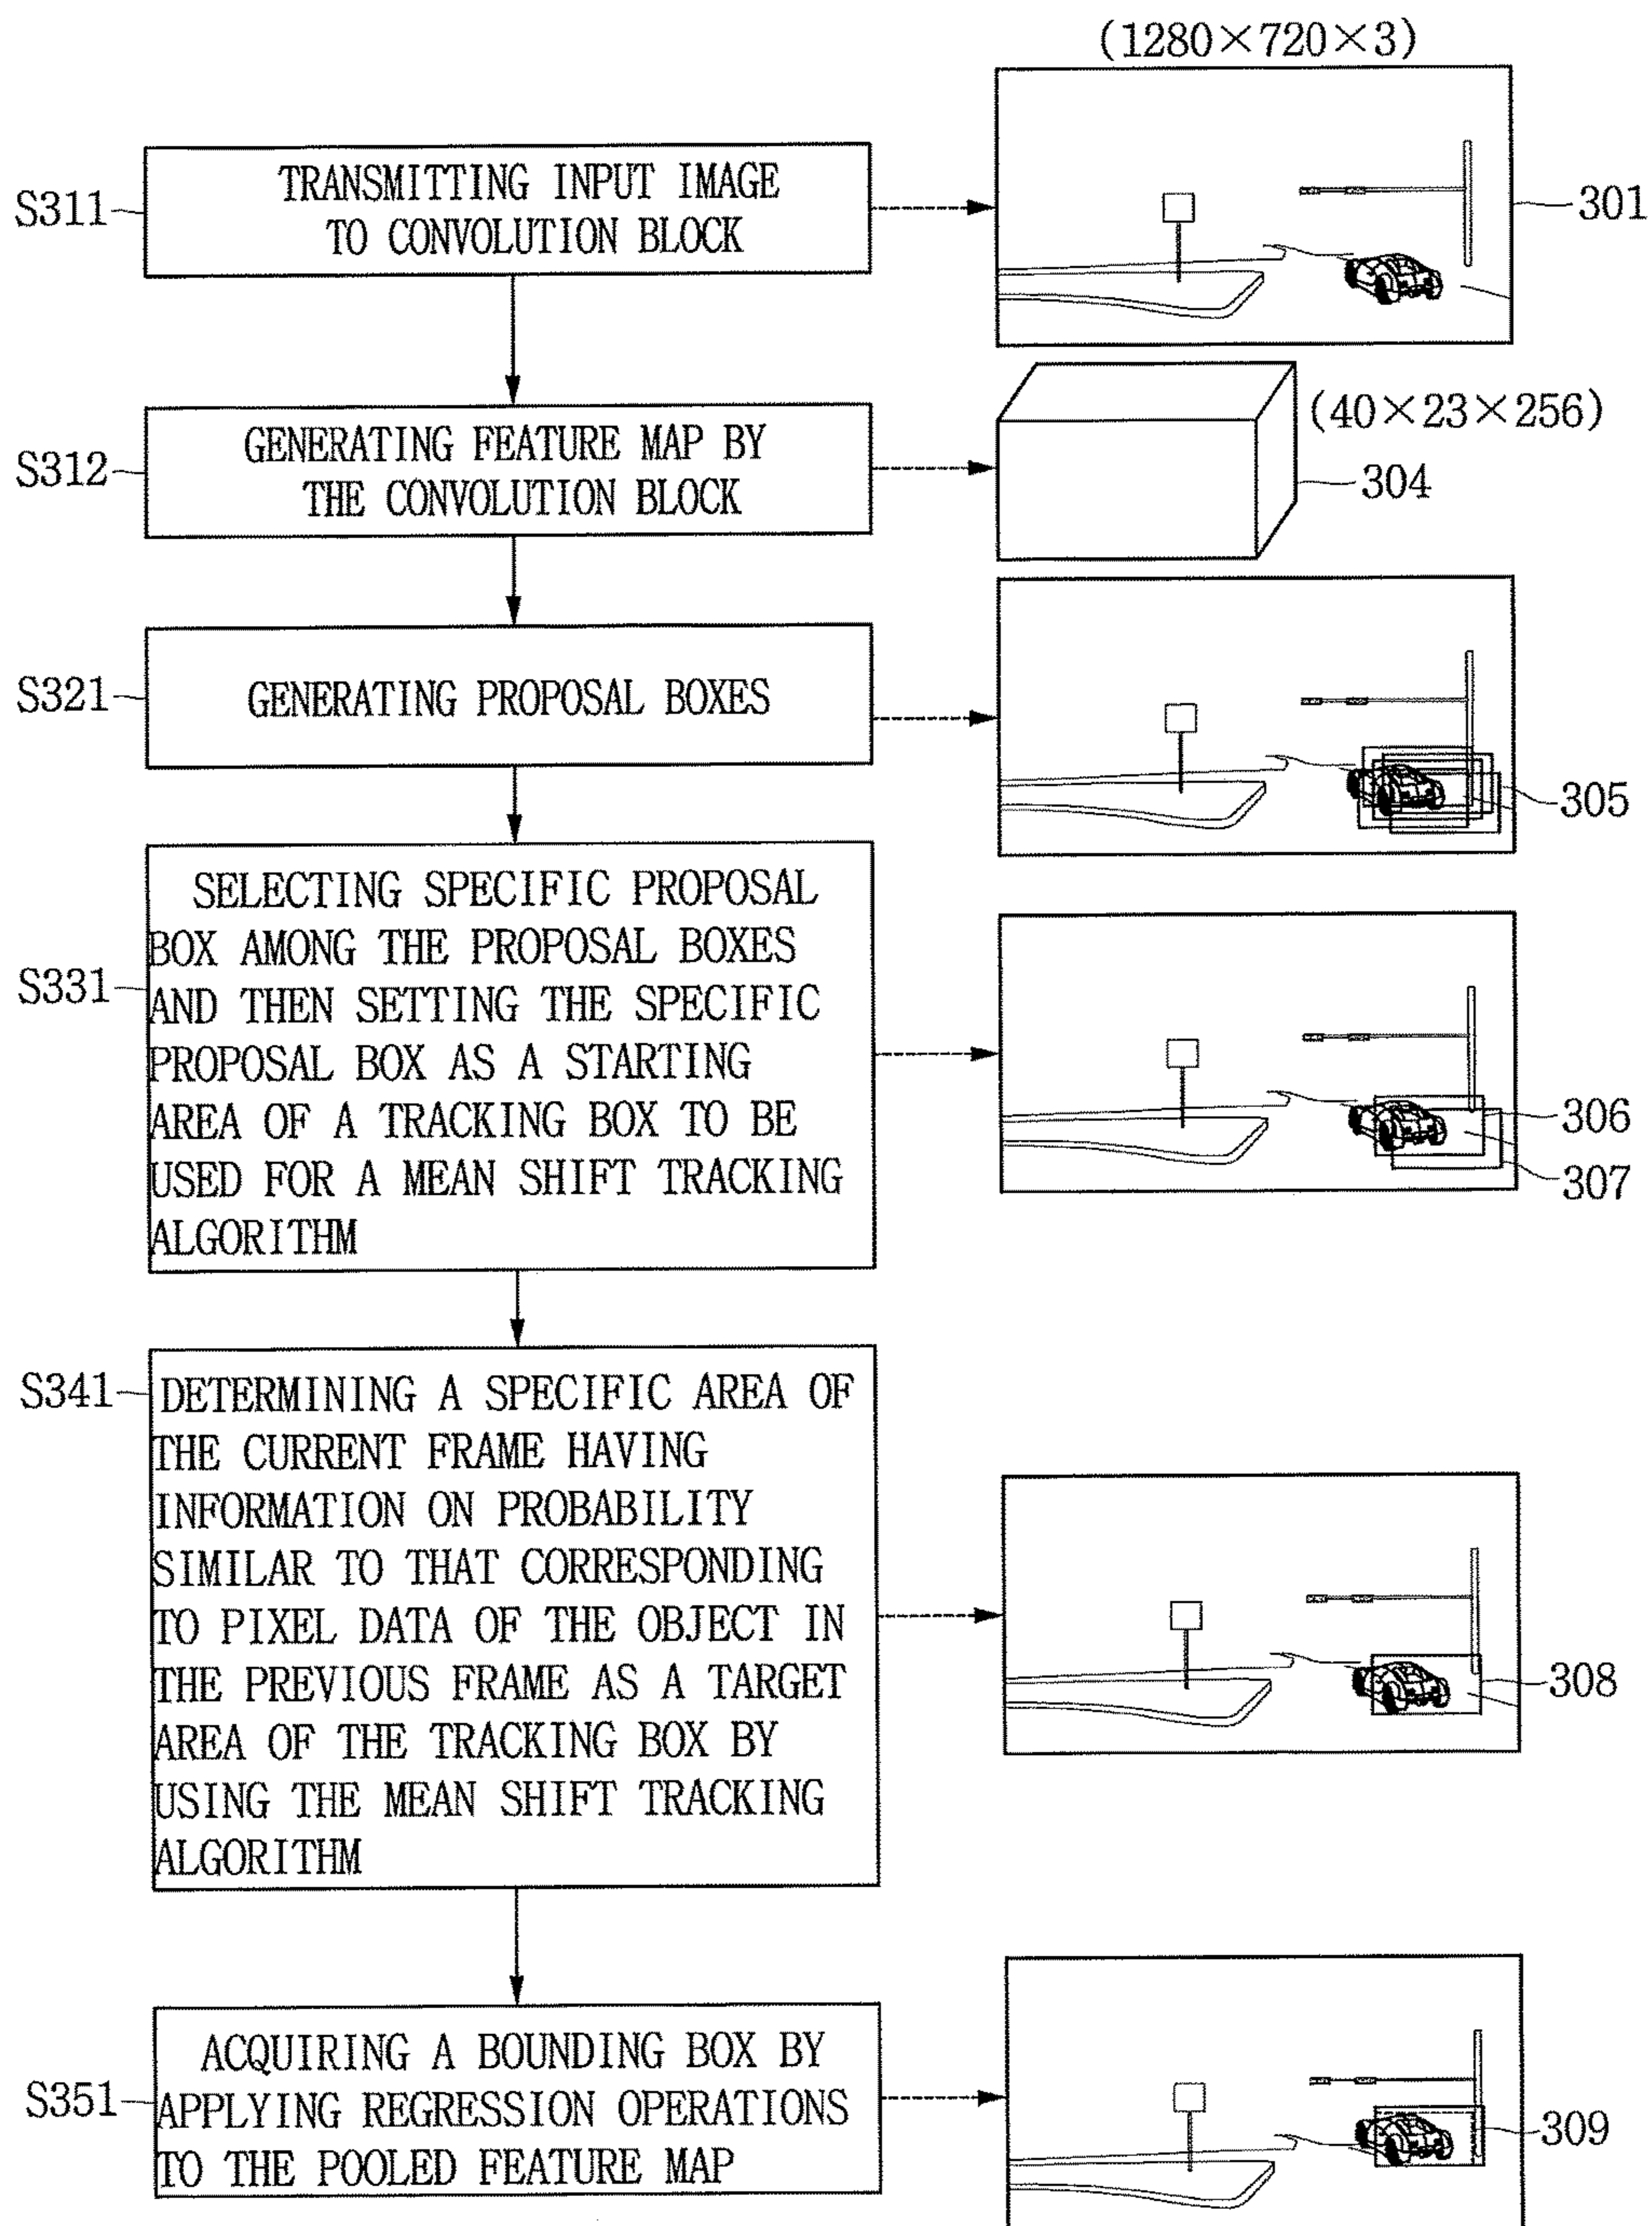 (1280×720×3)
S311
TRANSMITTING INPUT IMAGE
TO CONVOLUTION BLOCK
301
S312
GENERATING FEATURE MAP BY
THE CONVOLUTION BLOCK
(40×23×256)
304
S321
GENERATING PROPOSAL BOXES
305
S331
SELECTING SPECIFIC PROPOSAL
BOX AMONG THE PROPOSAL BOXES
AND THEN SETTING THE SPECIFIC
PROPOSAL BOX AS A STARTING
AREA OF A TRACKING BOX TO BE
USED FOR A MEAN SHIFT TRACKING
ALGORITHM
306
307
S341
DETERMINING A SPECIFIC AREA OF
THE CURRENT FRAME HAVING
INFORMATION ON PROBABILITY
SIMILAR TO THAT CORRESPONDING
TO PIXEL DATA OF THE OBJECT IN
THE PREVIOUS FRAME AS A TARGET
AREA OF THE TRACKING BOX BY
USING THE MEAN SHIFT TRACKING
ALGORITHM
308
S351
ACQUIRING A BOUNDING BOX BY
APPLYING REGRESSION OPERATIONS
TO THE POOLED FEATURE MAP
309